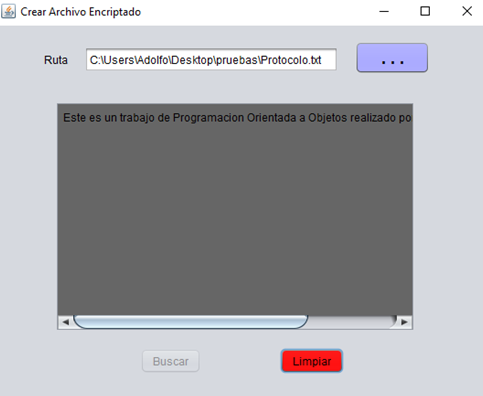 Crear Archivo Encriptado
Ruta C:\Users\Adolfo\Desktop\pruebas\Protocolo.txt ...
Este es un trabajo de Programacion Orientada a Objetos realizado po
Buscar Limpiar